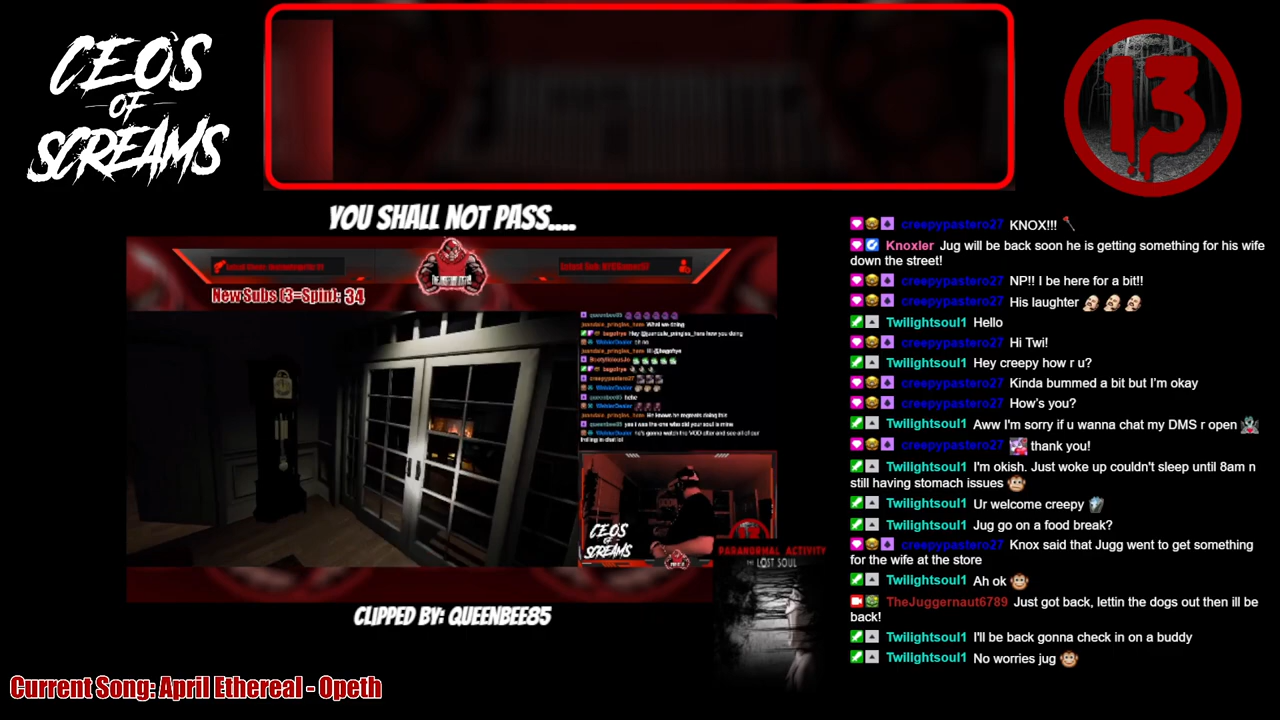 CEO'S
OF
SCREAMS
13
YOU SHALL NOT PASS....
New Subs (3=Spin): 34
CEO'S
OF
SCREAMS
PARANORMAL ACTIVITY
THE LOST SOUL
CLIPPED BY: QUEENBEE85
Current Song: April Ethereal - Opeth
creepypastero27 KNOX!!!
Knoxler Jug will be back soon he is getting something for his wife
down the street!
creepypastero27 NP!! I be here for a bit!!
creepypastero27 His laughter
Twilightsoul1 Hello
creepypastero27 Hi Twi!
Twilightsoul1 Hey creepy how r u?
creepypastero27 Kinda bummed a bit but I'm okay
creepypastero27 How's you?
Twilightsoul1 Aww I'm sorry if u wanna chat my DMS r open
creepypastero27 thank you!
Twilightsoul1 I'm okish. Just woke up couldn't sleep until 8am n
still having stomach issues
Twilightsoul1 Ur welcome creepy
Twilightsoul1 Jug go on a food break?
creepypastero27 Knox said that Jugg went to get something
for the wife at the store
Twilightsoul1 Ah ok
TheJuggernaut6789 Just got back, lettin the dogs out then ill be
back!
Twilightsoul1 I'll be back gonna check in on a buddy
Twilightsoul1 No worries jug